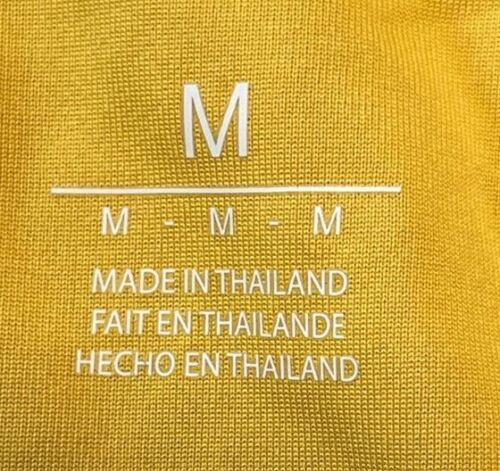 M
M - M - M
MADE IN THAILAND
FAIT EN THAILANDE
HECHO EN THAILAND